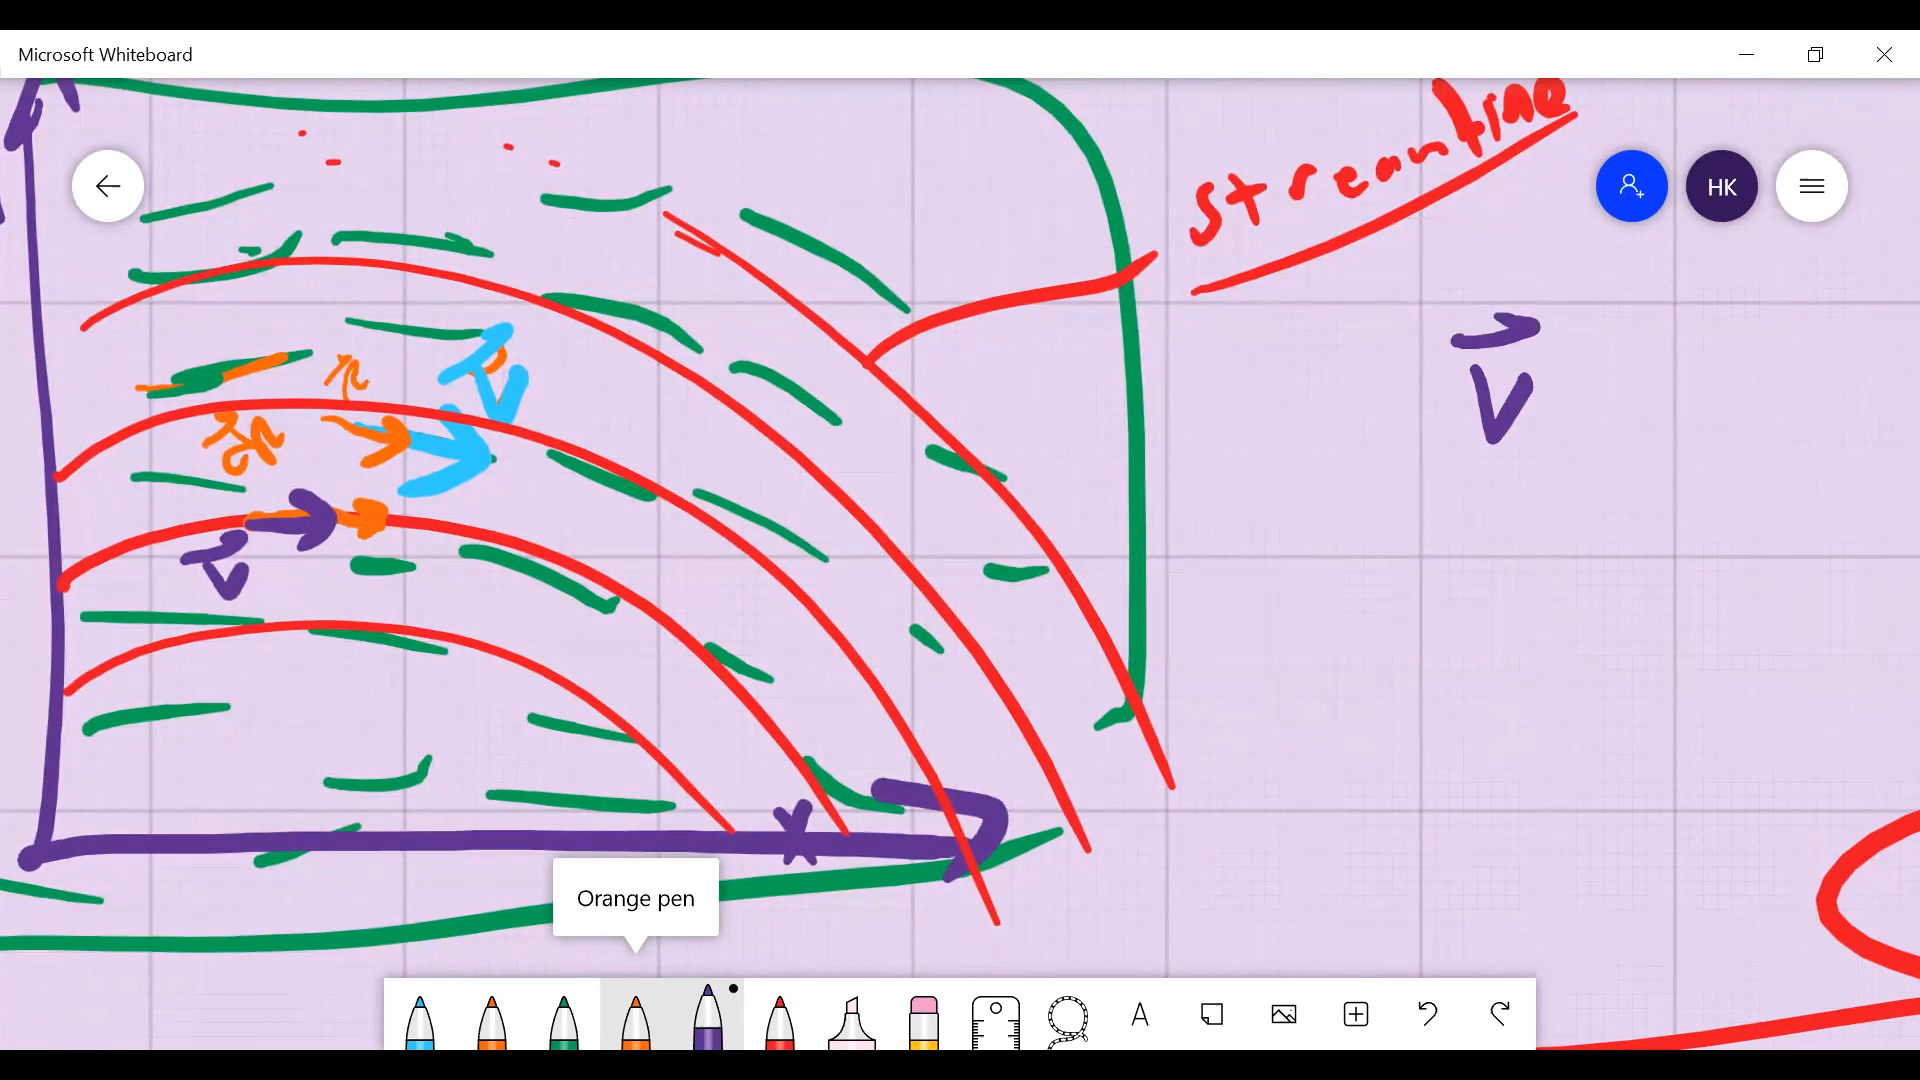 Microsoft Whiteboard
streamline
HK
V
V
V
x
Orange pen
A